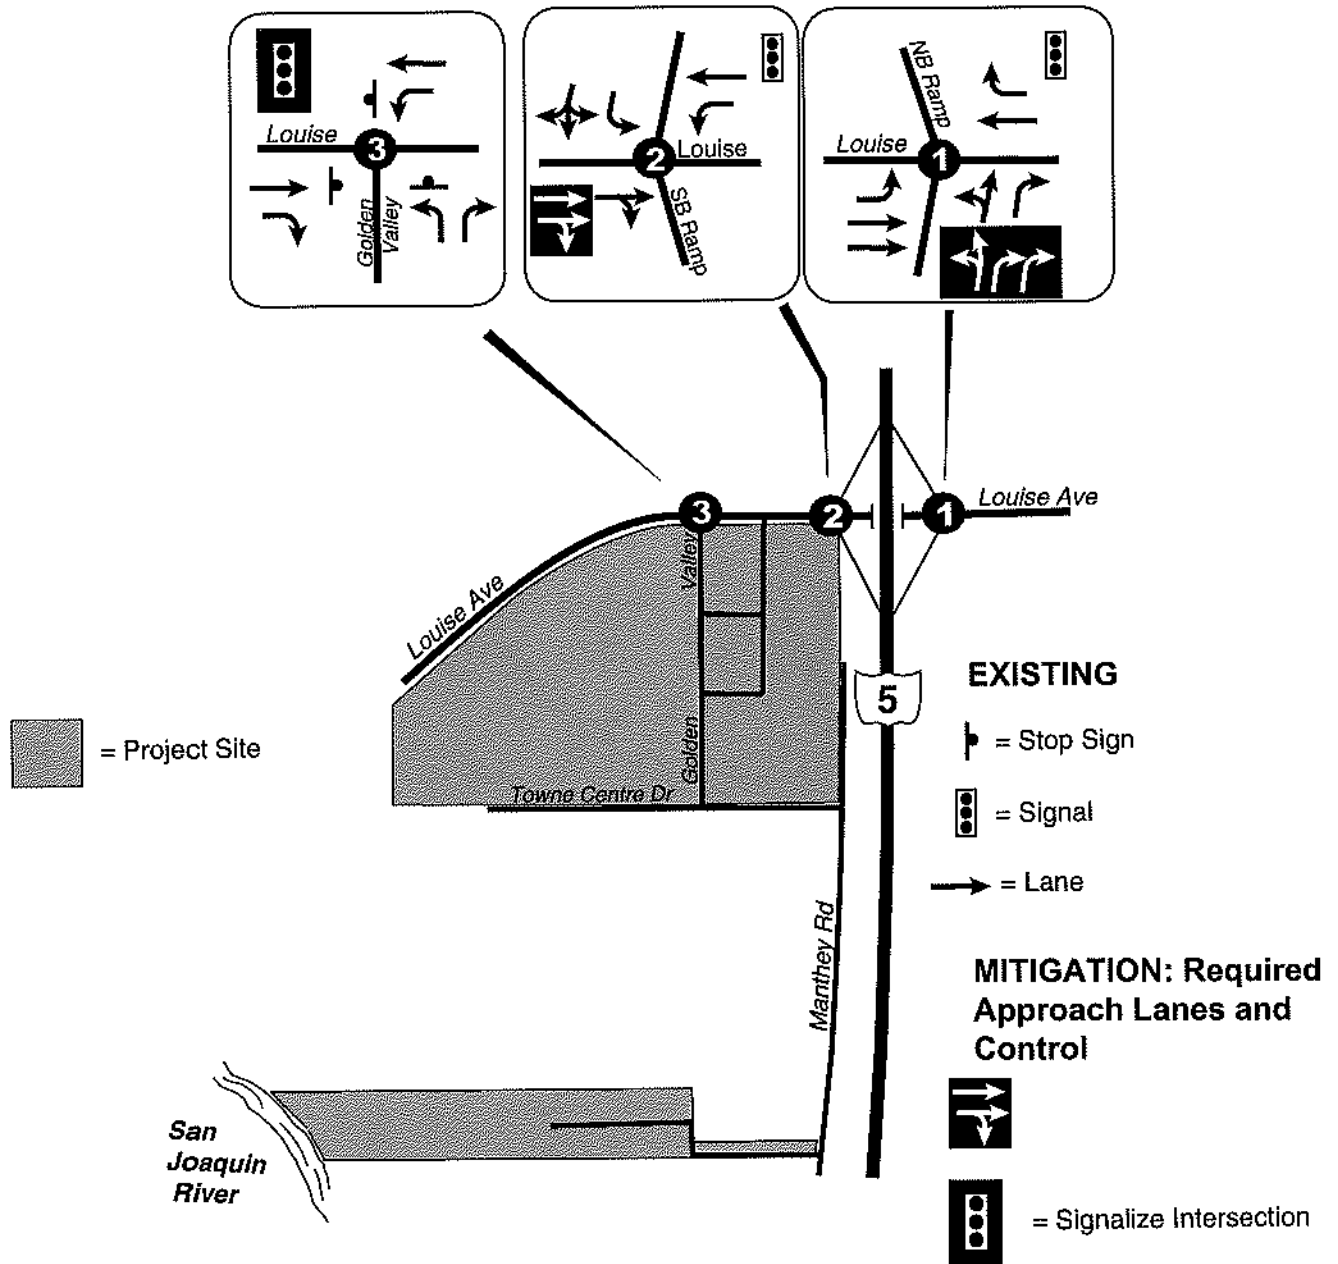 Louise
3
Golden
Valley
2
Louise
SB Ramp
NB Ramp
Louise
1
3
2
1
Louise Ave
Louise Ave
Valley
Golden
Towne Centre Dr
Manthey Rd
5
= Project Site
San
Joaquin
River
EXISTING
= Stop Sign
= Signal
= Lane
MITIGATION: Required
Approach Lanes and
Control
= Signalize Intersection